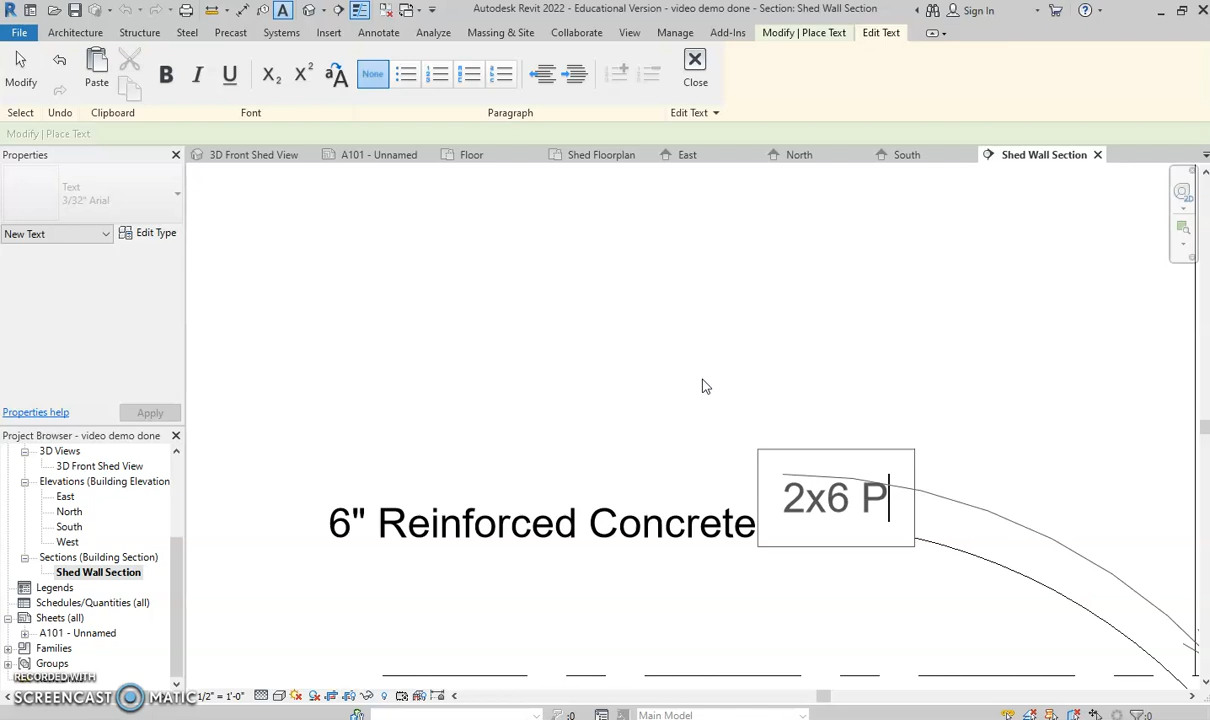 Autodesk Revit 2022 - Educational Version - video demo done - Section: Shed Wall Section
Sign In
File Architecture Structure Steel Precast Systems Insert Annotate Analyze Massing & Site Collaborate View Manage Add-Ins Modify | Place Text Edit Text
Modify Paste None Close
Select Undo Clipboard Font Paragraph Edit Text
Modify | Place Text
Properties 3D Front Shed View A101 - Unnamed Floor Shed Floorplan East North South Shed Wall Section
Text
3/32" Arial
New Text Edit Type
Properties help Apply
Project Browser - video demo done
3D Views
3D Front Shed View
Elevations (Building Elevation
East
North
South
West
Sections (Building Section)
Shed Wall Section
Legends
Schedules/Quantities (all)
Sheets (all)
A101 - Unnamed
Families
Groups
2x6 P
6" Reinforced Concrete
RECORDED WITH
SCREENCAST MATIC
1/2" = 1'-0"
:0 Main Model :0